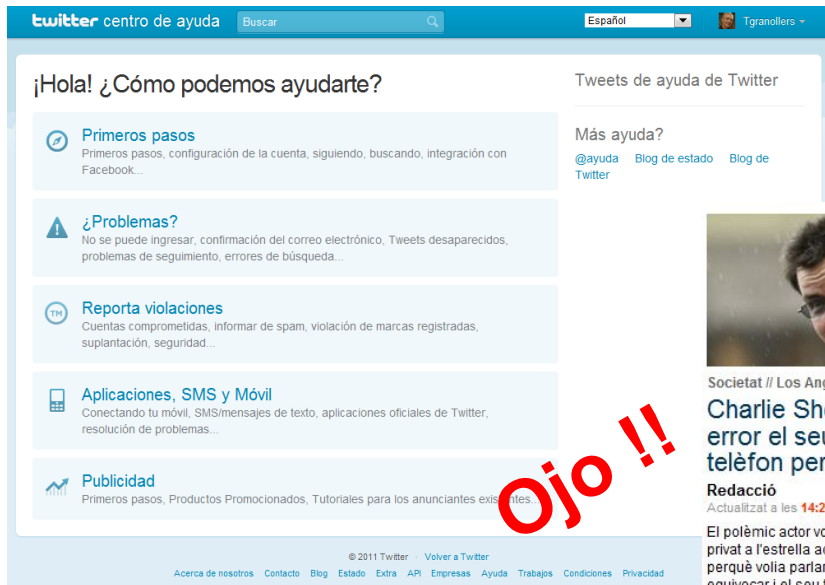 twitter centro de ayuda Buscar Español Tgranollers
¡Hola! ¿Cómo podemos ayudarte?
Primeros pasos
Primeros pasos, configuración de la cuenta, siguiendo, buscando, integración con
Facebook...
¿Problemas?
No se puede ingresar, confirmación del correo electrónico, Tweets desaparecidos,
problemas de seguimiento, errores de búsqueda...
Reporta violaciones
TM
Cuentas comprometidas, informar de spam, violación de marcas registradas,
suplantación, seguridad...
Aplicaciones, SMS y Móvil
Conectando tu móvil, SMS/mensajes de texto, aplicaciones oficiales de Twitter,
resolución de problemas...
Publicidad
Primeros pasos, Productos Promocionados, Tutoriales para los anunciantes existentes...
Tweets de ayuda de Twitter
Más ayuda?
@ayuda Blog de estado Blog de
Twitter
Ojo !!
Societat // Los
Charlie
error el
telèfon
Redacció
Actualitzat a les 14:2
El polèmic actor
privat a l'estrella
perquè volia
equivocar i el seu
© 2011 Twitter · Volver a Twitter
Acerca de nosotros Contacto Blog Estado Extra API Empresas Ayuda Trabajos Condiciones Privacidad